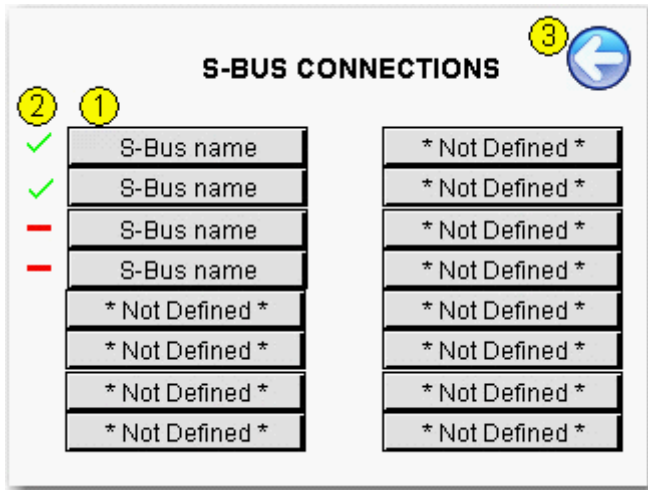 3
S-BUS CONNECTIONS
2 1
S-Bus name * Not Defined *
S-Bus name * Not Defined *
S-Bus name * Not Defined *
S-Bus name * Not Defined *
* Not Defined * * Not Defined *
* Not Defined * * Not Defined *
* Not Defined * * Not Defined *
* Not Defined * * Not Defined *